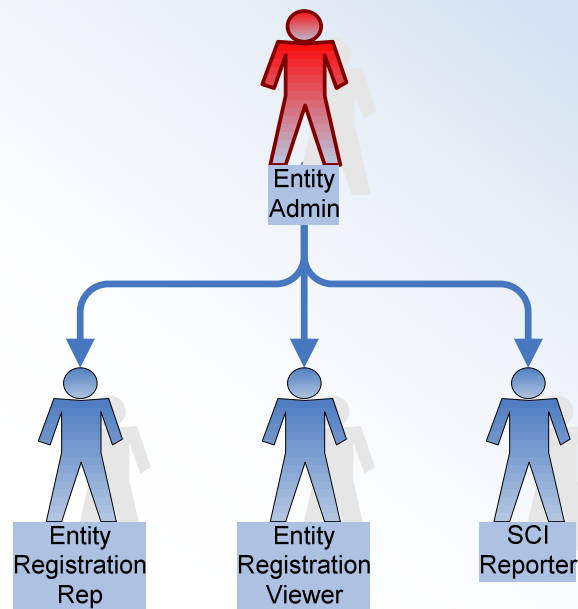 Entity
Admin
Entity
Registration
Rep
Entity
Registration
Viewer
SCI
Reporter